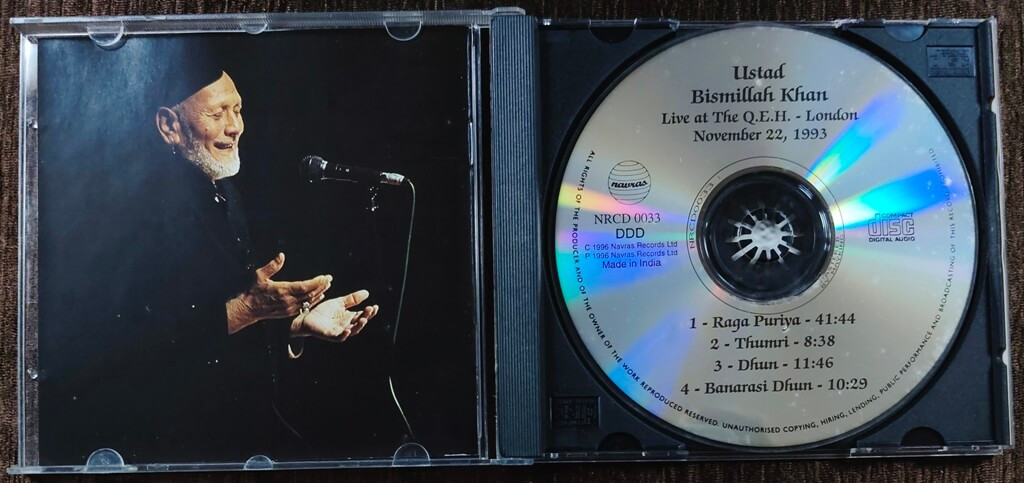 Ustad
Bismillah Khan
Live at The Q.E.H. - London
November 22, 1993
navras
NRCD 0033
DDD
C 1996 Navras Records Ltd
P 1996 Navras Records Ltd
Made in India
COMPACT
disc
DIGITAL AUDIO
1 - Raga Puriya - 41:44
2 - Thumri - 8:38
3 - Dhun - 11:46
4 - Banarasi Dhun - 10:29
ALL RIGHTS OF THE PRODUCER AND OF THE OWNER OF THE WORK REPRODUCED RESERVED. UNAUTHORISED COPYING, HIRING, LENDING, PUBLIC PERFORMANCE AND BROADCASTING OF THIS RECORD PROHIBITED